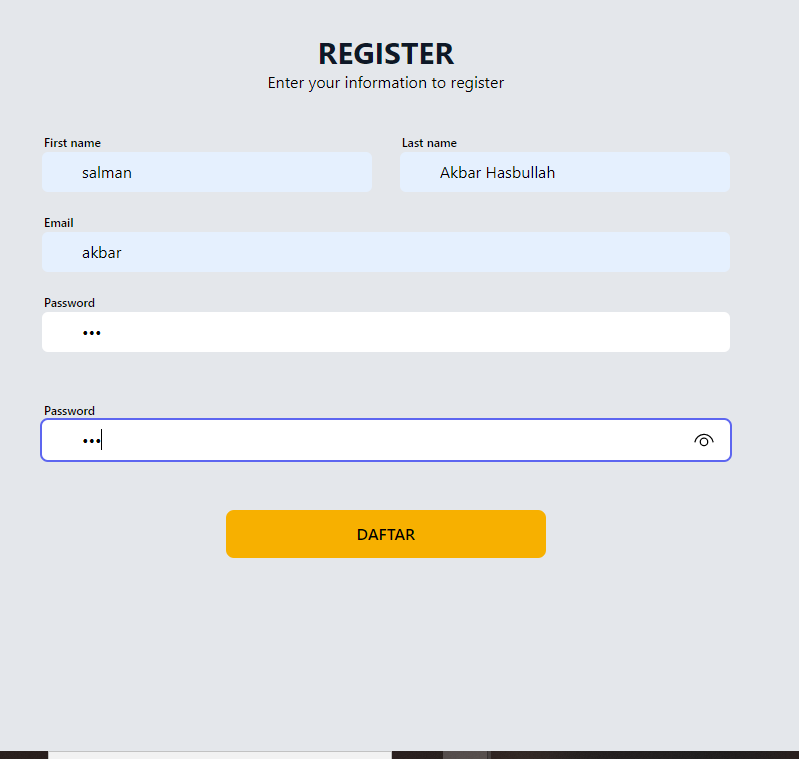 REGISTER
Enter your information to register
First name
Last name
salman
Akbar Hasbullah
Email
akbar
Password
•••
Password
•••
DAFTAR